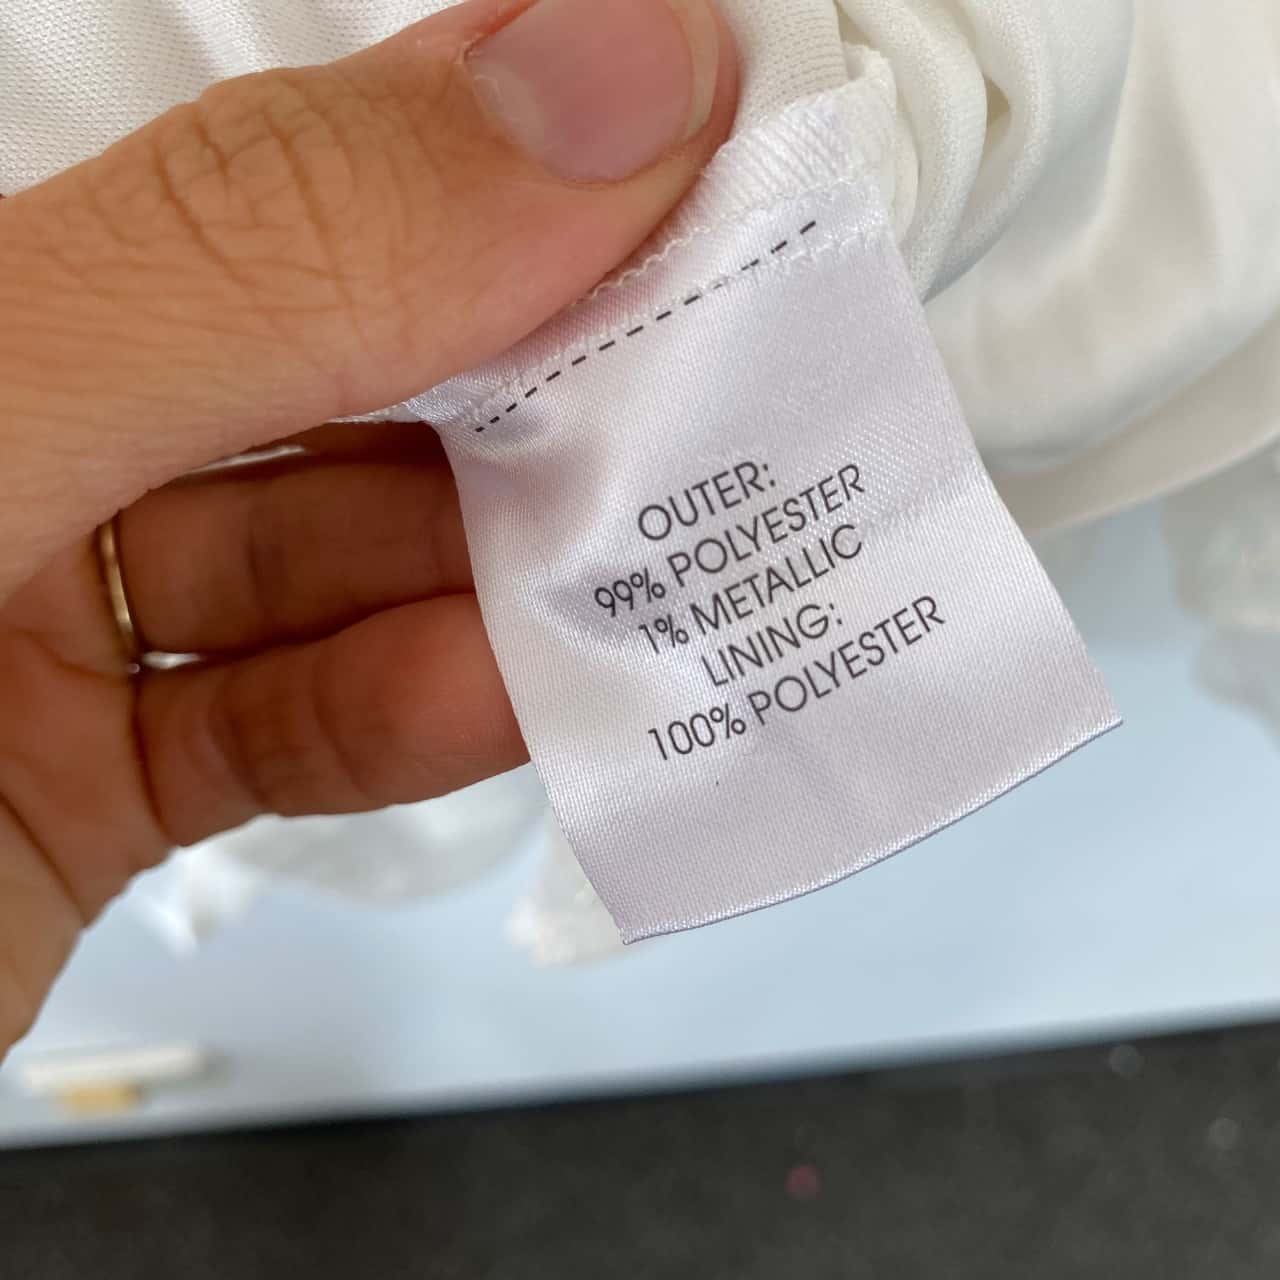 OUTER:
99% POLYESTER
1% METALLIC
LINING:
100% POLYESTER